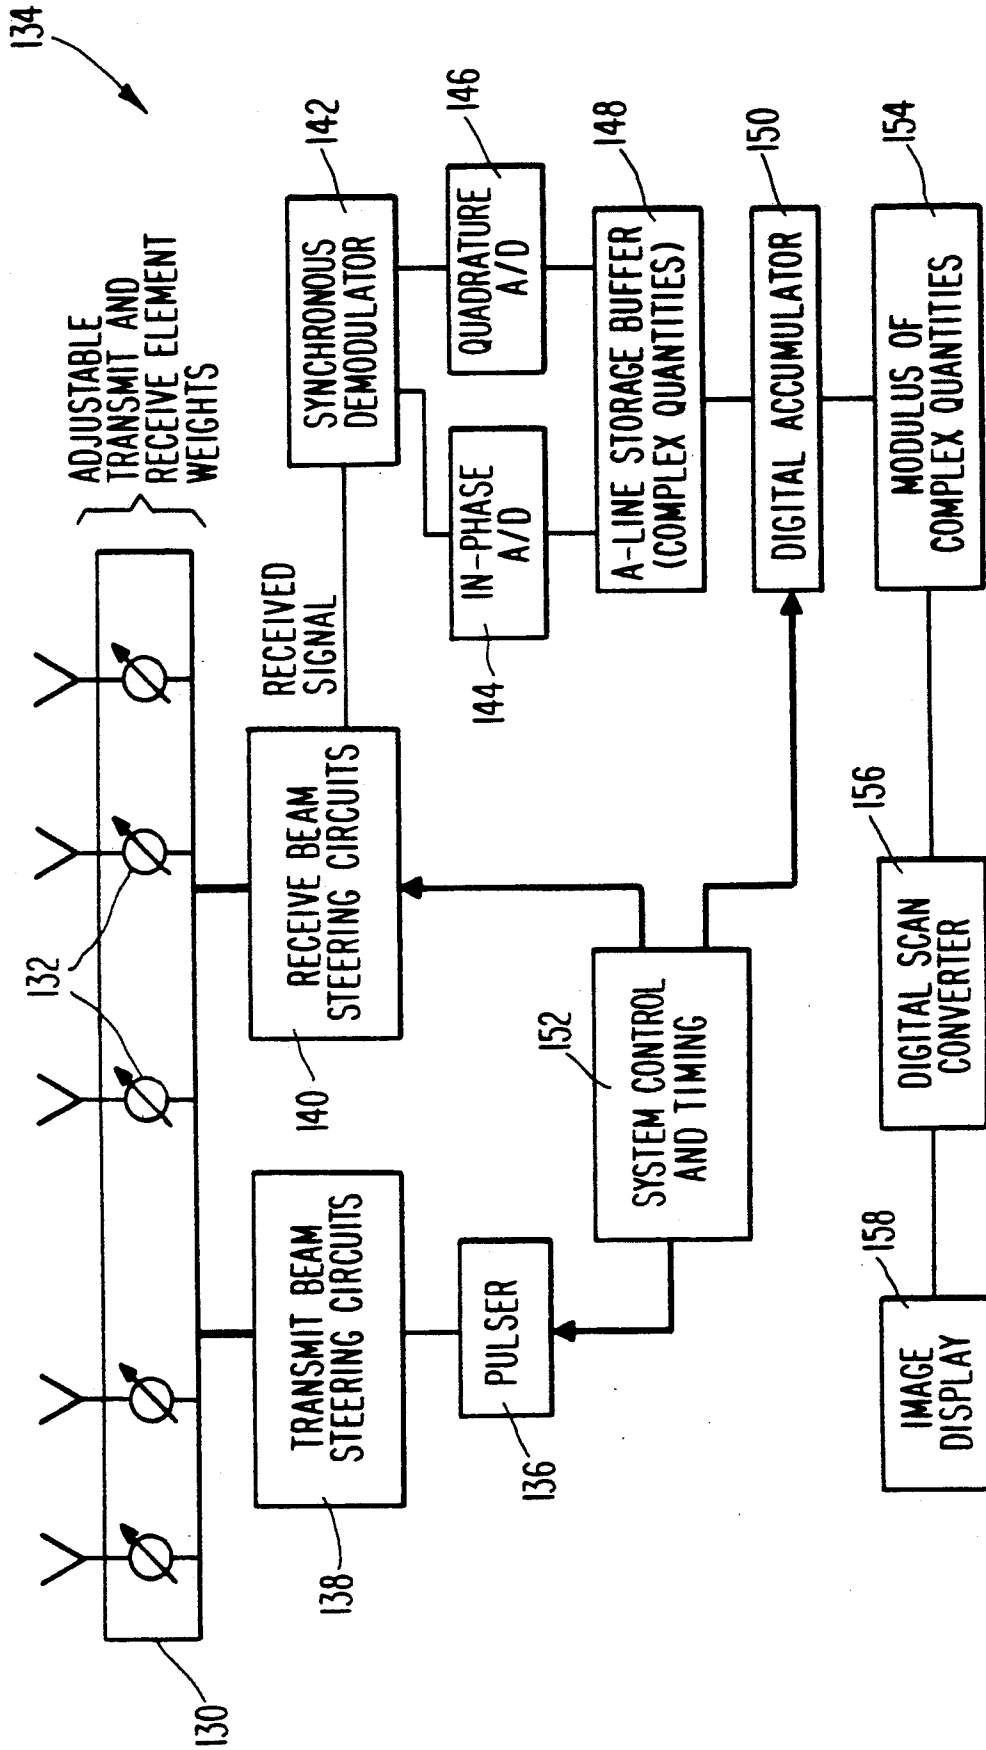 134
ADJUSTABLE
TRANSMIT AND
RECEIVE ELEMENT
WEIGHTS
132
130
138
TRANSMIT BEAM
STEERING CIRCUITS
140
RECEIVE BEAM
STEERING CIRCUITS
RECEIVED
SIGNAL
SYNCHRONOUS
DEMODULATOR
142
136
PULSER
144
IN-PHASE
A/D
QUADRATURE
A/D
146
152
SYSTEM CONTROL
AND TIMING
A-LINE STORAGE BUFFER
(COMPLEX QUANTITIES)
148
DIGITAL ACCUMULATOR
150
158
IMAGE
DISPLAY
156
DIGITAL SCAN
CONVERTER
MODULUS OF
COMPLEX QUANTITIES
154